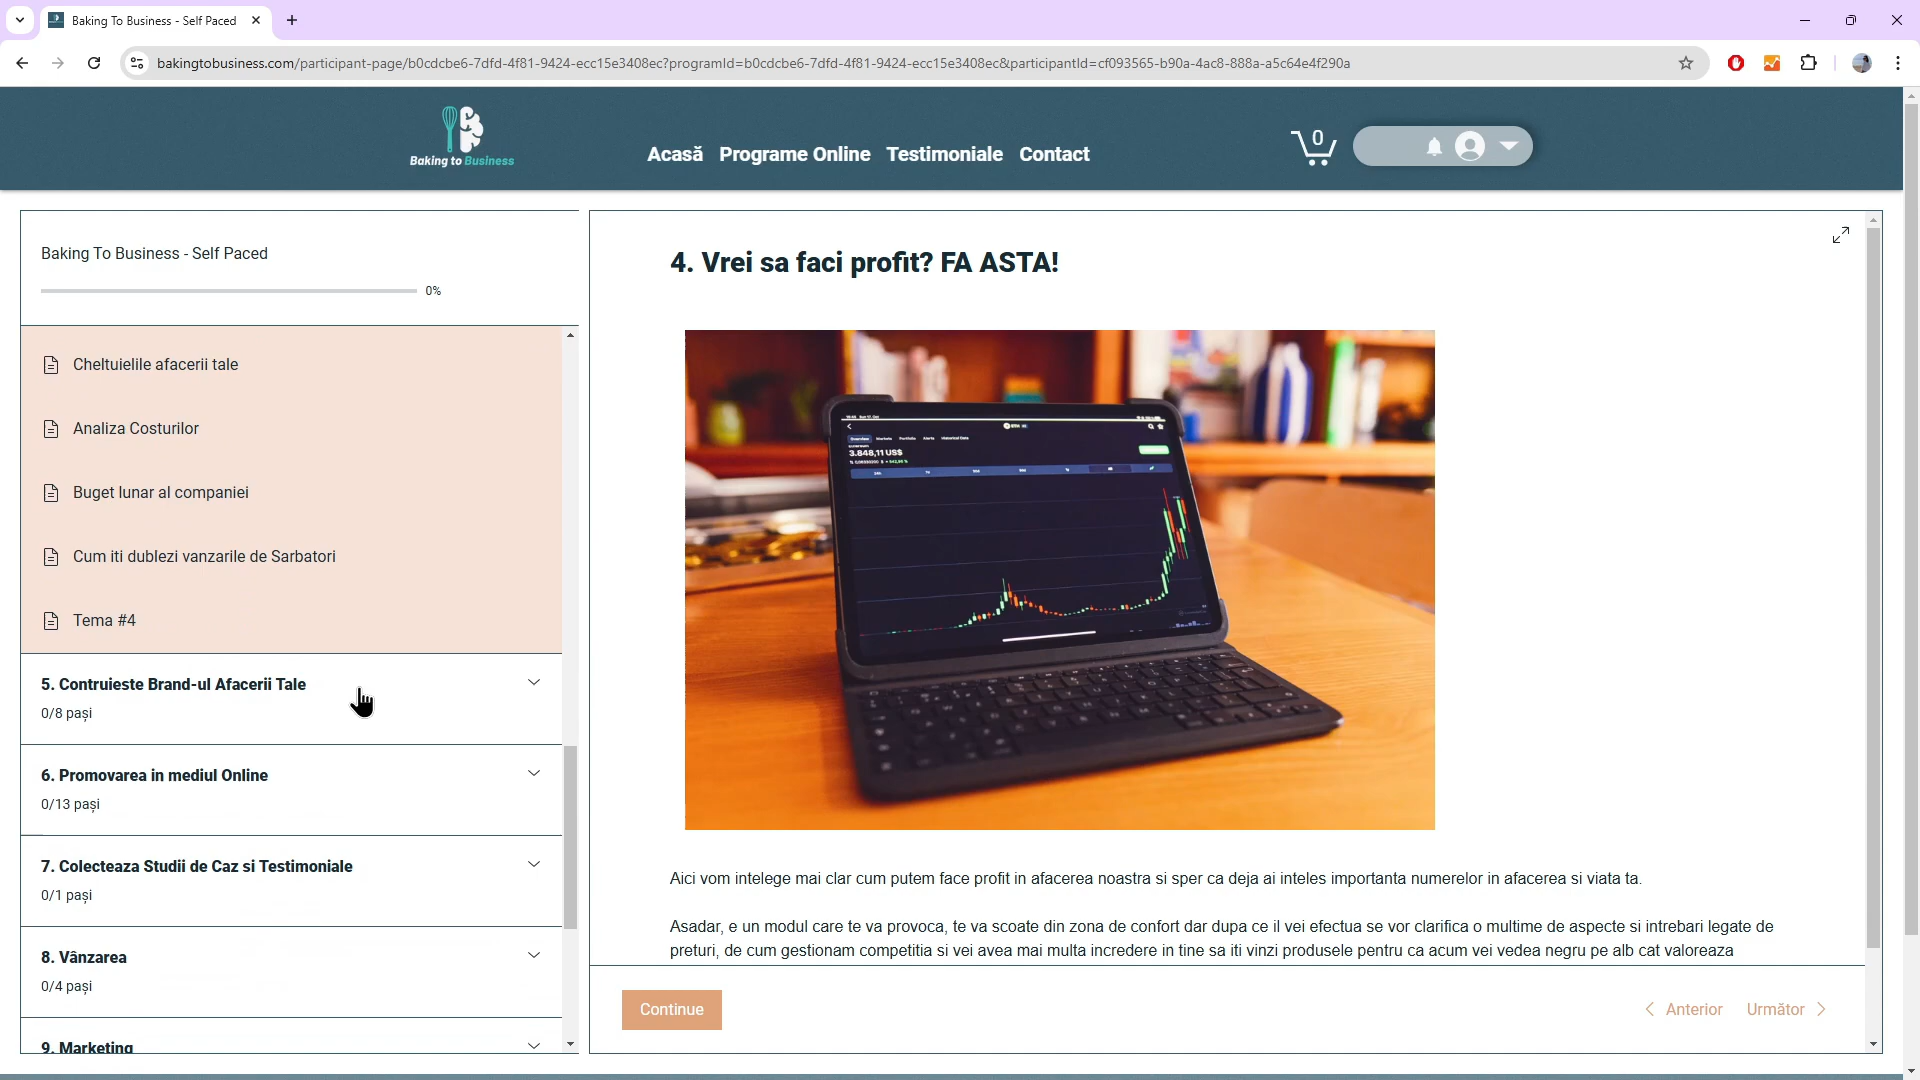 Baking To Business - Self Paced
bakingtobusiness.com/participant-page/b0cdcbe6-7dfd-4f81-9424-ecc15e3408ec?programId=b0cdcbe6-7dfd-4f81-9424-ecc15e3408ec&participantId=cf093565-b90a-4ac8-888a-a5c64e4f290a
Baking to Business
Acasă Programe Online Testimoniale Contact
0
Baking To Business - Self Paced
0%
Cheltuielile afacerii tale
Analiza Costurilor
Buget lunar al companiei
Cum iti dublezi vanzarile de Sarbatori
Tema #4
5. Contruieste Brand-ul Afacerii Tale
0/8 pași
6. Promovarea in mediul Online
0/13 pași
7. Colecteaza Studii de Caz si Testimoniale
0/1 pași
8. Vânzarea
0/4 pași
9. Marketing
4. Vrei sa faci profit? FA ASTA!
3.848,11 US$
Aici vom intelege mai clar cum putem face profit in afacerea noastra si sper ca deja ai inteles importanta numerelor in afacerea si viata ta.
Asadar, e un modul care te va provoca, te va scoate din zona de confort dar dupa ce il vei efectua se vor clarifica o multime de aspecte si intrebari legate de
preturi, de cum gestionam competitia si vei avea mai multa incredere in tine sa iti vinzi produsele pentru ca acum vei vedea negru pe alb cat valoreaza
Continue
Anterior Următor